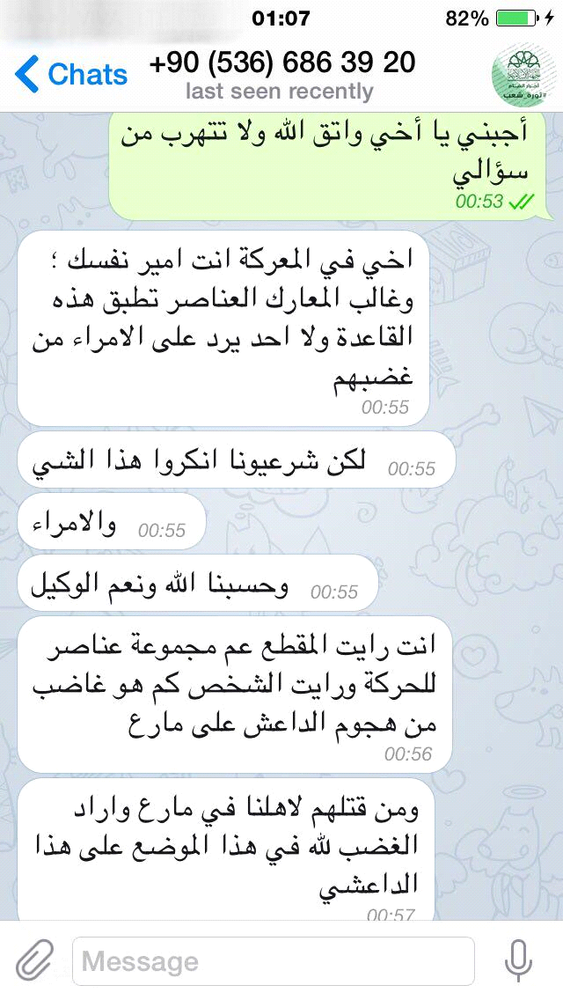 01:07
82%
Chats
+90 (536) 686 39 20
last seen recently
#ثورة_شعب
أجبني يا أخي واتق الله ولا تتهرب من
سؤالي
00:53
اخي في المعركة انت امير نفسك ؛
وغالب المعارك العناصر تطبق هذه
القاعدة ولا احد يرد على الامراء من
غضبهم
00:55
لكن شرعيونا انكروا هذا الشي
00:55
والامراء
00:55
وحسبنا الله ونعم الوكيل
00:55
انت رايت المقطع عم مجموعة عناصر
للحركة ورايت الشخص كم هو غاضب
من هجوم الداعش على مارع
00:56
ومن قتلهم لاهلنا في مارع واراد
الغضب لله في هذا الموضع على هذا
الداعشي
00:57
Message